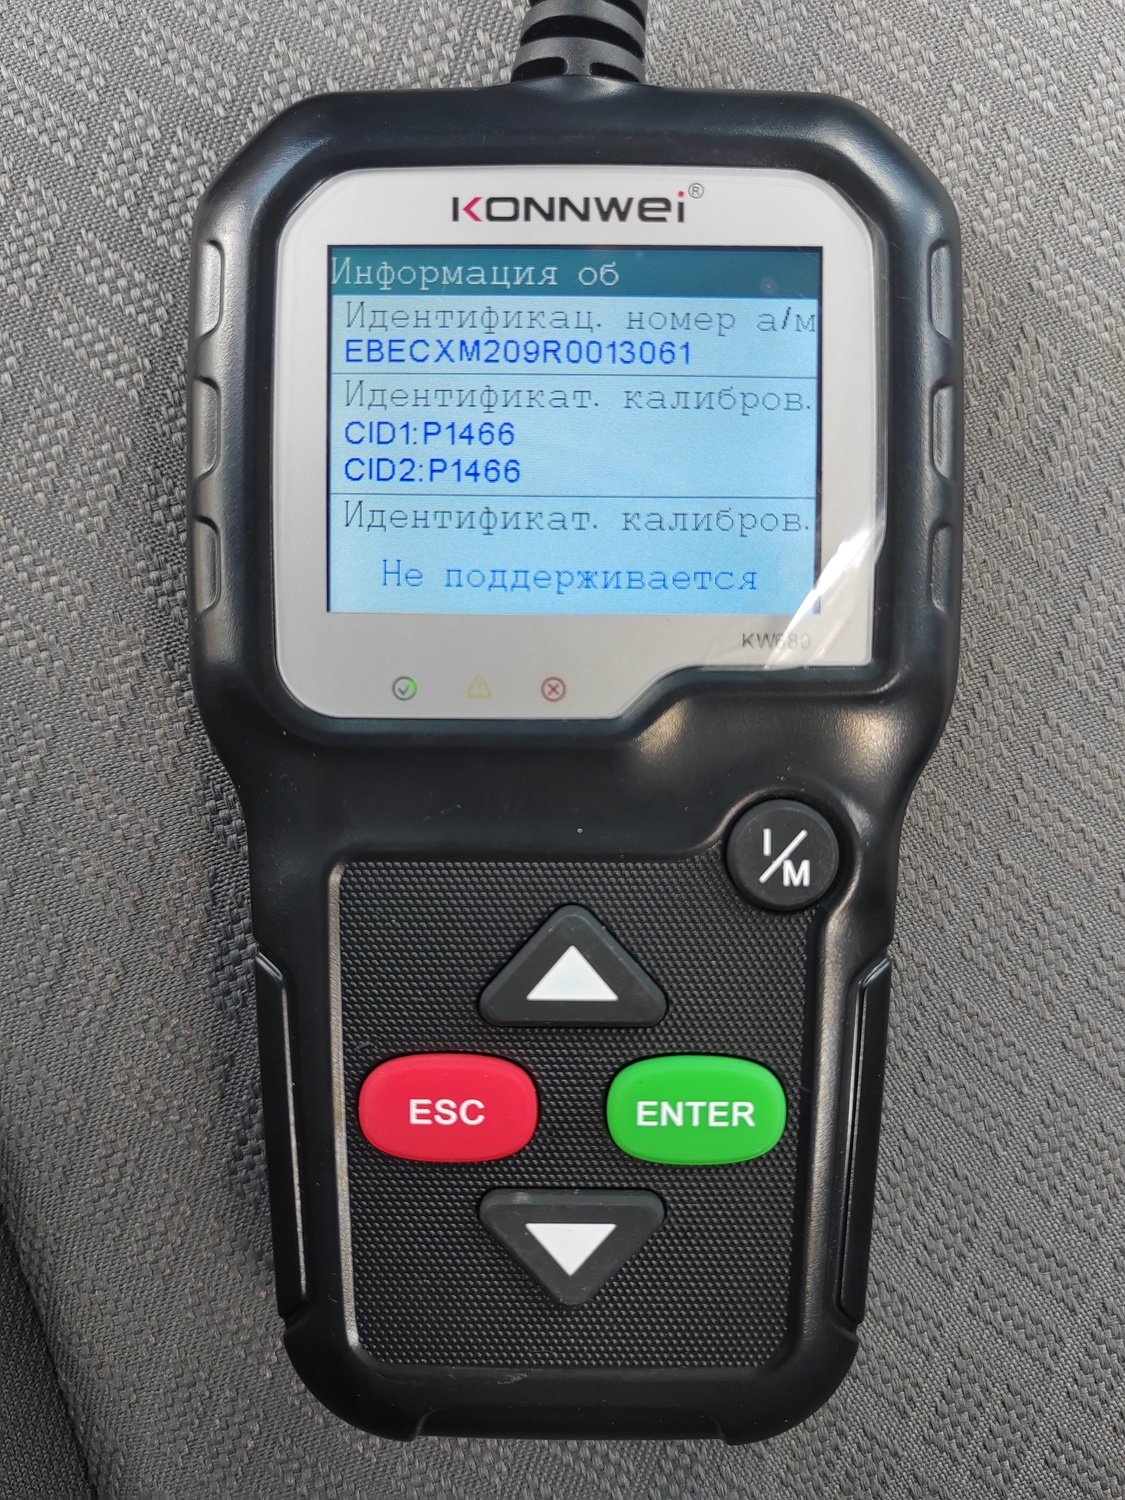 KONNWEI®
Информация об
Идентификац. номер а/м
EBECXM209R0013061
Идентификат. калибров.
CID1:P1466
CID2:P1466
Идентификат. калибров.
Не поддерживается
I/M
ESC
ENTER